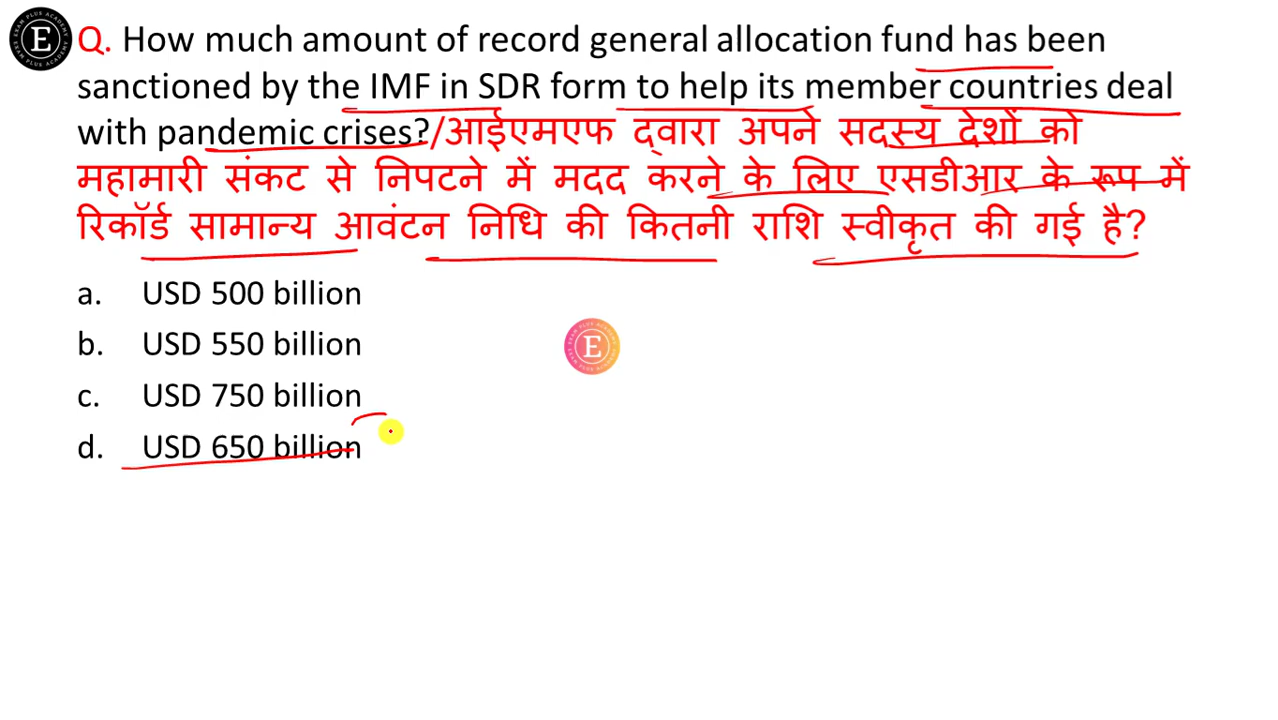 E
Q. How much amount of record general allocation fund has been
sanctioned by the IMF in SDR form to help its member countries deal
with pandemic crises?/आईएमएफ द्वारा अपने सदस्य देशों को
महामारी संकट से निपटने में मदद करने के लिए एसडीआर के रूप में
रिकॉर्ड सामान्य आवंटन निधि की कितनी राशि स्वीकृत की गई है?
a. USD 500 billion
b. USD 550 billion
E
c. USD 750 billion
d. USD 650 billion